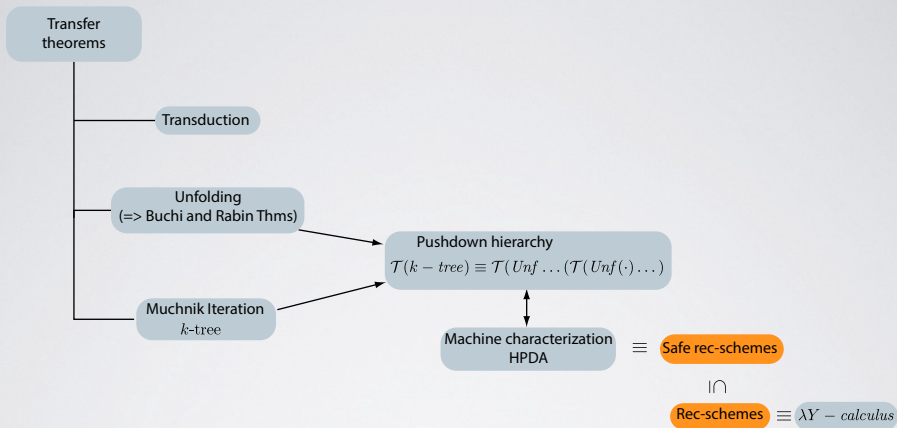 Transfer
theorems
Transduction
Unfolding
(=> Buchi and Rabin Thms)
Pushdown hierarchy
𝒯(k − tree) ≡ 𝒯(Unf … (𝒯(Unf(·) … )
Muchnik Iteration
k-tree
Machine characterization
HPDA
≡ Safe rec-schemes
I∩
Rec-schemes ≡ λY − calculus